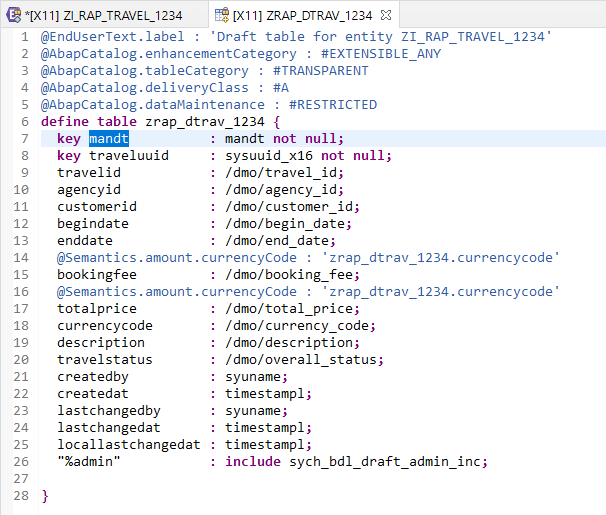 *[X11] ZI_RAP_TRAVEL_1234 [X11] ZRAP_DTRAV_1234
1 @EndUserText.label : 'Draft table for entity ZI_RAP_TRAVEL_1234'
2 @AbapCatalog.enhancementCategory : #EXTENSIBLE_ANY
3 @AbapCatalog.tableCategory : #TRANSPARENT
4 @AbapCatalog.deliveryClass : #A
5 @AbapCatalog.dataMaintenance : #RESTRICTED
6 define table zrap_dtrav_1234 {
7 key mandt : mandt not null;
8 key traveluuid : sysuuid_x16 not null;
9 travelid : /dmo/travel_id;
10 agencyid : /dmo/agency_id;
11 customerid : /dmo/customer_id;
12 begindate : /dmo/begin_date;
13 enddate : /dmo/end_date;
14 @Semantics.amount.currencyCode : 'zrap_dtrav_1234.currencycode'
15 bookingfee : /dmo/booking_fee;
16 @Semantics.amount.currencyCode : 'zrap_dtrav_1234.currencycode'
17 totalprice : /dmo/total_price;
18 currencycode : /dmo/currency_code;
19 description : /dmo/description;
20 travelstatus : /dmo/overall_status;
21 createdby : syuname;
22 createdat : timestampl;
23 lastchangedby : syuname;
24 lastchangedat : timestampl;
25 locallastchangedat : timestampl;
26 "%admin" : include sych_bdl_draft_admin_inc;
27
28 }